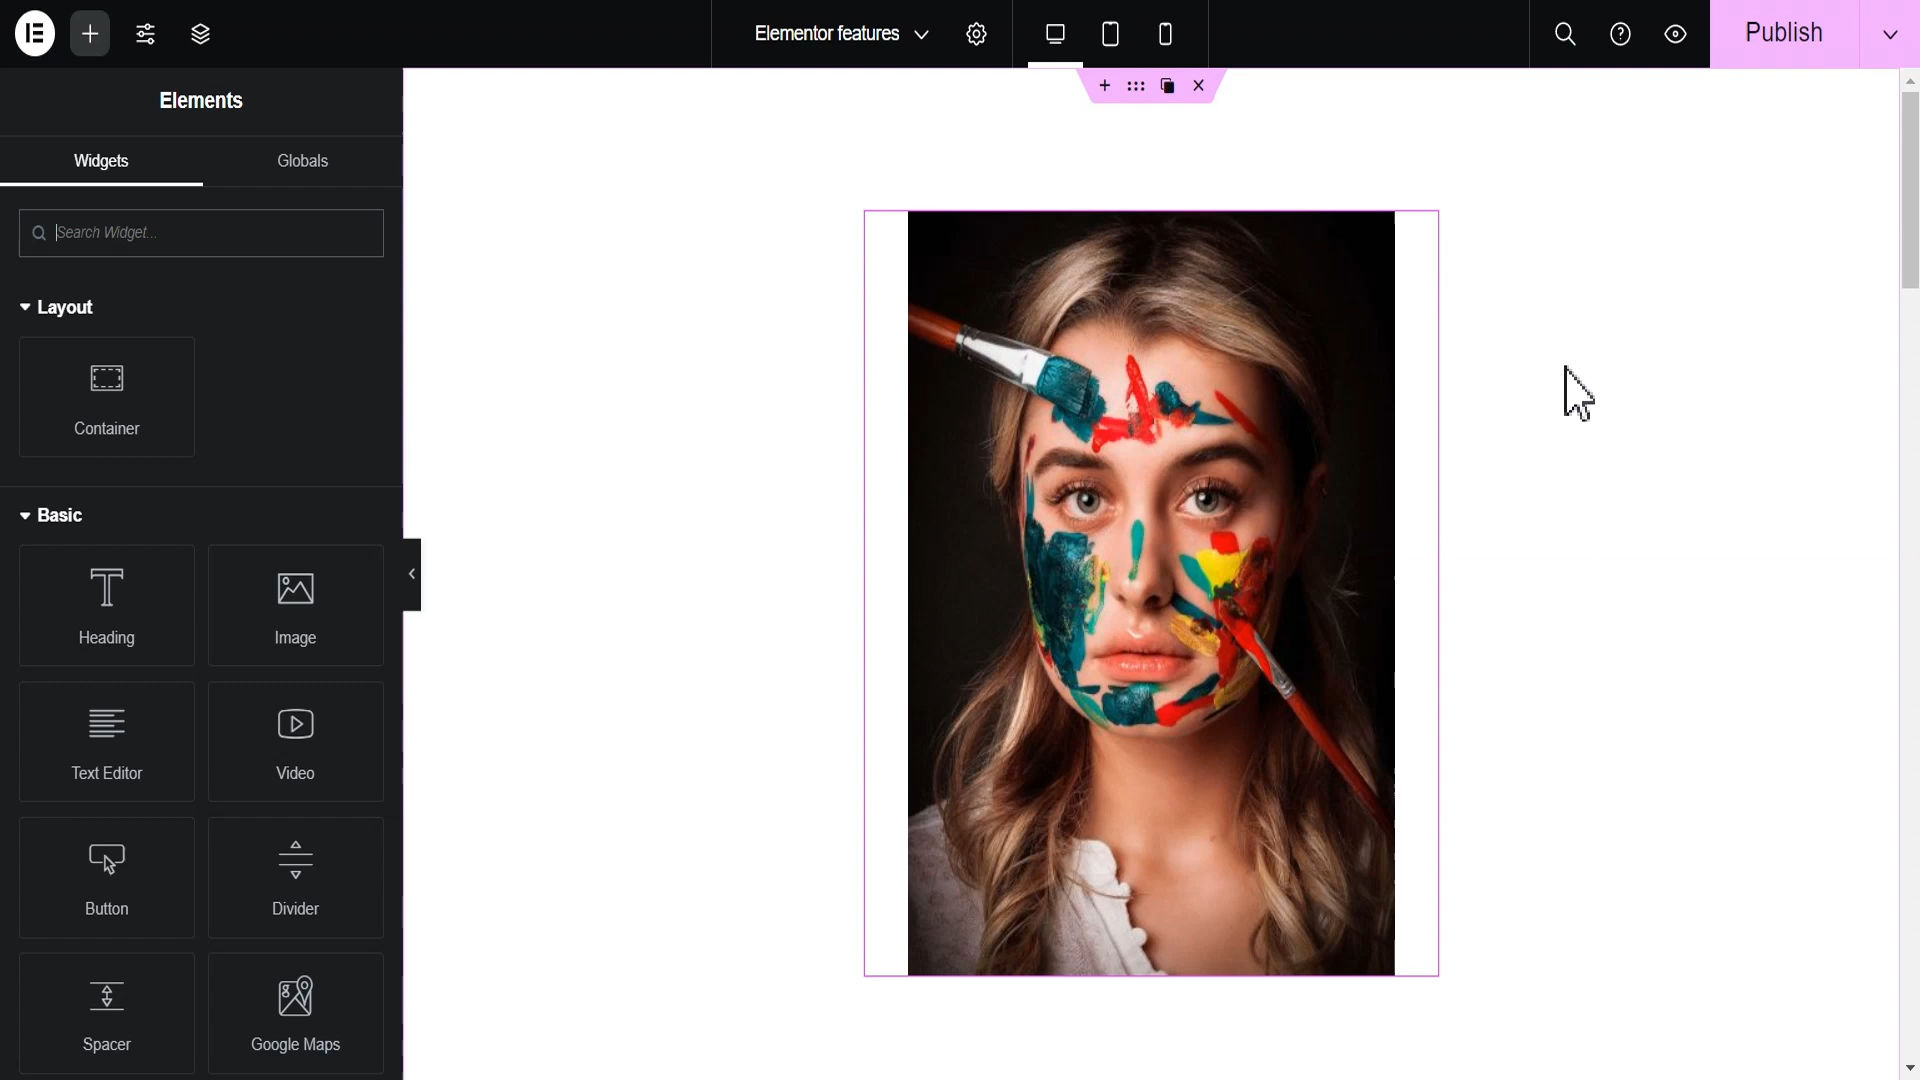 Elementor features
Publish
Elements
Widgets
Globals
Search Widget...
Layout
Container
Basic
Heading
Image
Text Editor
Video
Button
Divider
Spacer
Google Maps